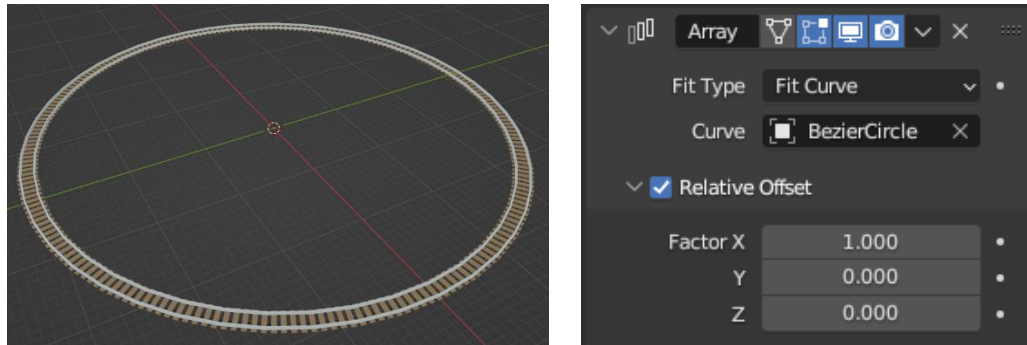 Array
Fit Type Fit Curve
Curve BezierCircle
Relative Offset
Factor X 1.000
Y 0.000
Z 0.000